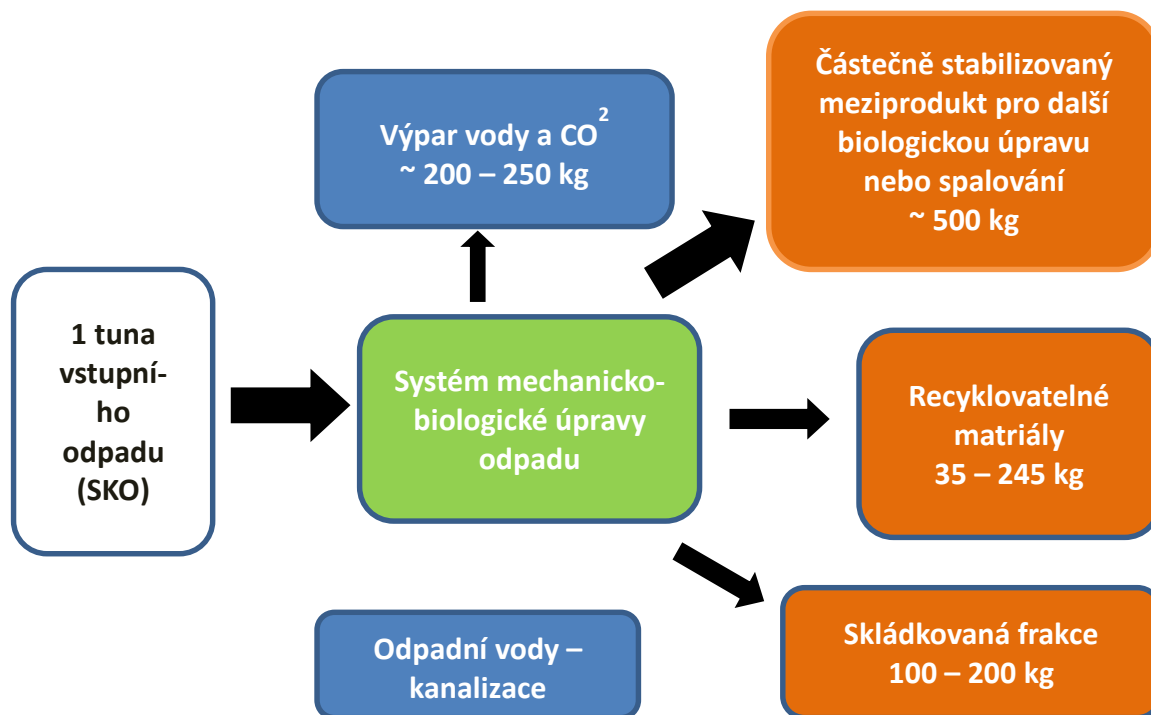 1 tuna
vstupní-
ho
odpadu
(SKO)
Výpar vody a CO²
~ 200 – 250 kg
Systém mechanicko-
biologické úpravy
odpadu
Odpadní vody –
kanalizace
Částečně stabilizovaný
meziprodukt pro další
biologickou úpravu
nebo spalování
~ 500 kg
Recyklovatelné
matriály
35 – 245 kg
Skládkovaná frakce
100 – 200 kg